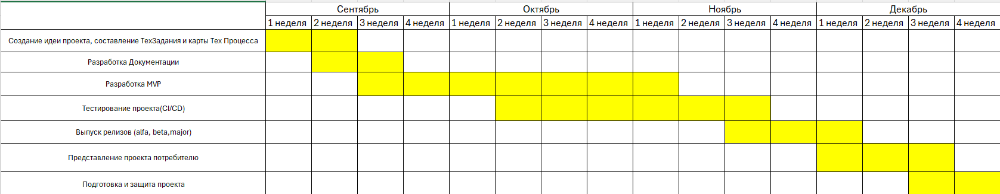 Сентябрь Октябрь Ноябрь Декабрь
1 неделя 2 неделя 3 неделя 4 неделя 1 неделя 2 неделя 3 неделя 4 неделя 1 неделя 2 неделя 3 неделя 4 неделя 1 неделя 2 неделя 3 неделя 4 неделя
Создание идеи проекта, составление ТехЗадания и карты Тех Процесса
Разработка Документации
Разработка MVP
Тестирование проекта(CI/CD)
Выпуск релизов (alfa, beta,major)
Представление проекта потребителю
Подготовка и защита проекта